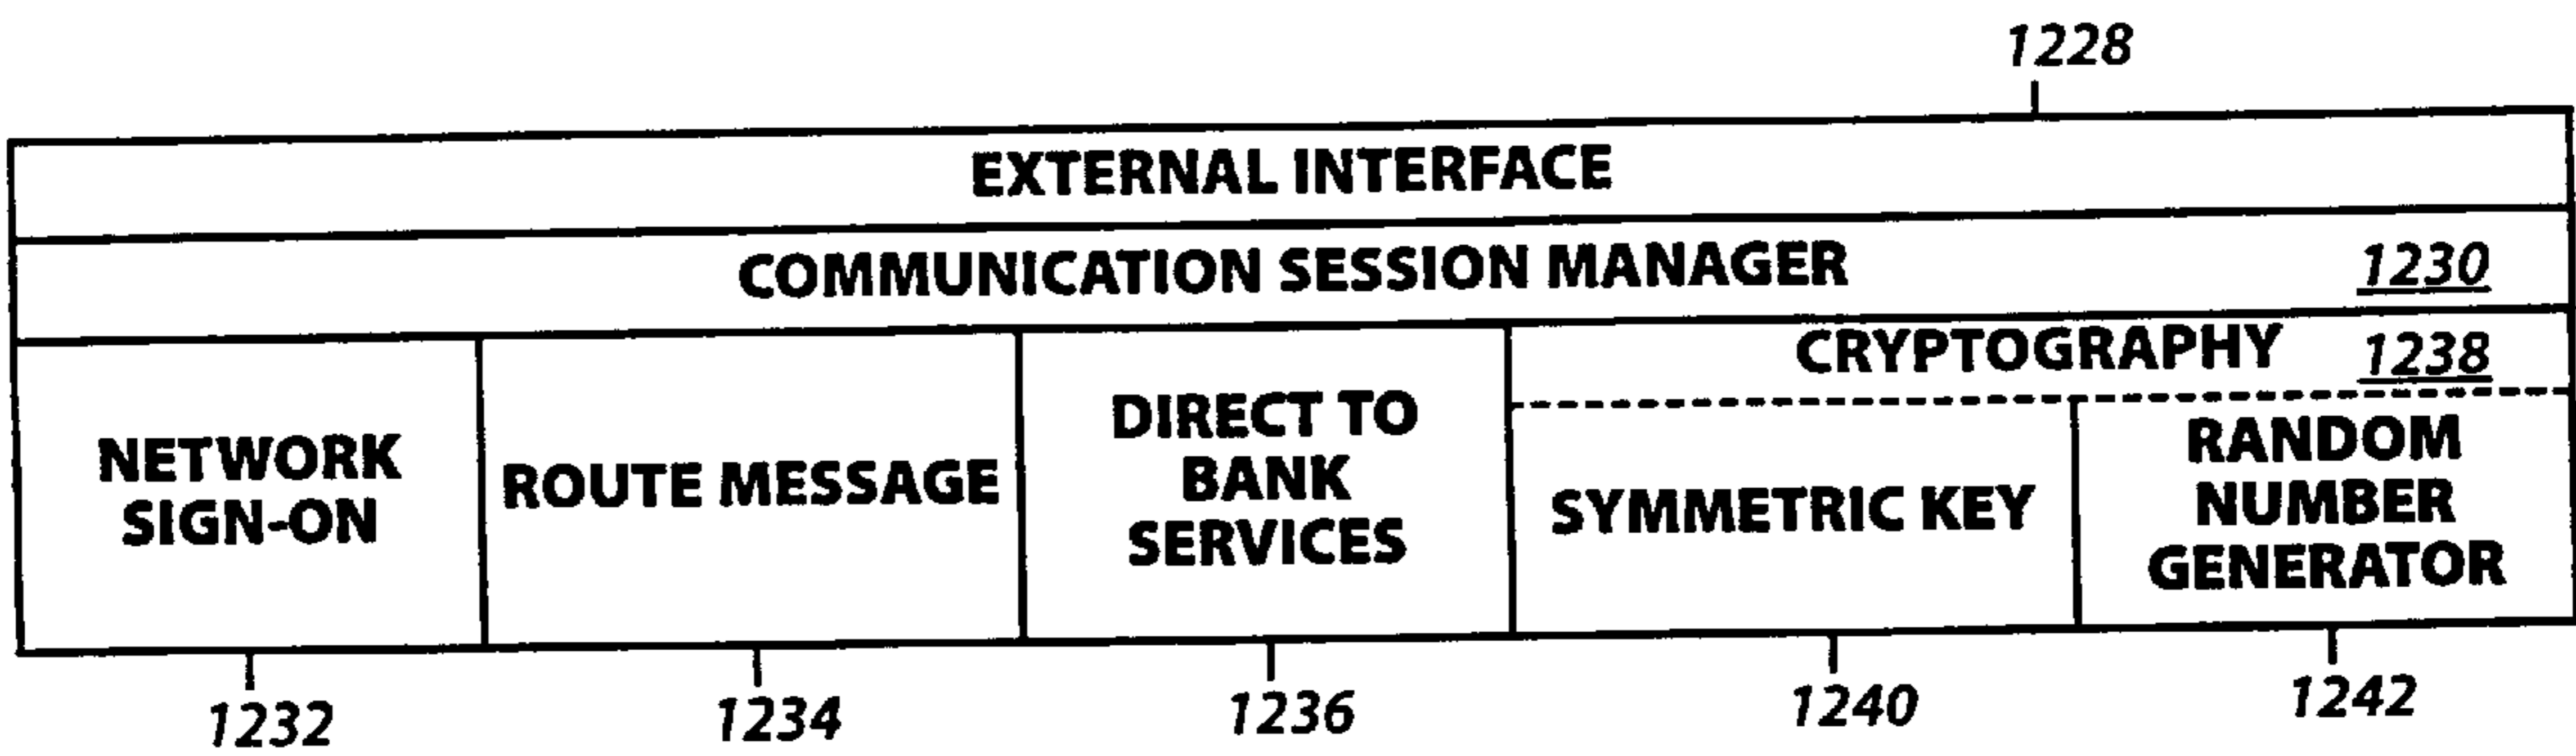 1228
EXTERNAL INTERFACE
COMMUNICATION SESSION MANAGER 1230
CRYPTOGRAPHY 1238
NETWORK
SIGN-ON
ROUTE MESSAGE
DIRECT TO
BANK
SERVICES
SYMMETRIC KEY
RANDOM
NUMBER
GENERATOR
1232
1234
1236
1240
1242